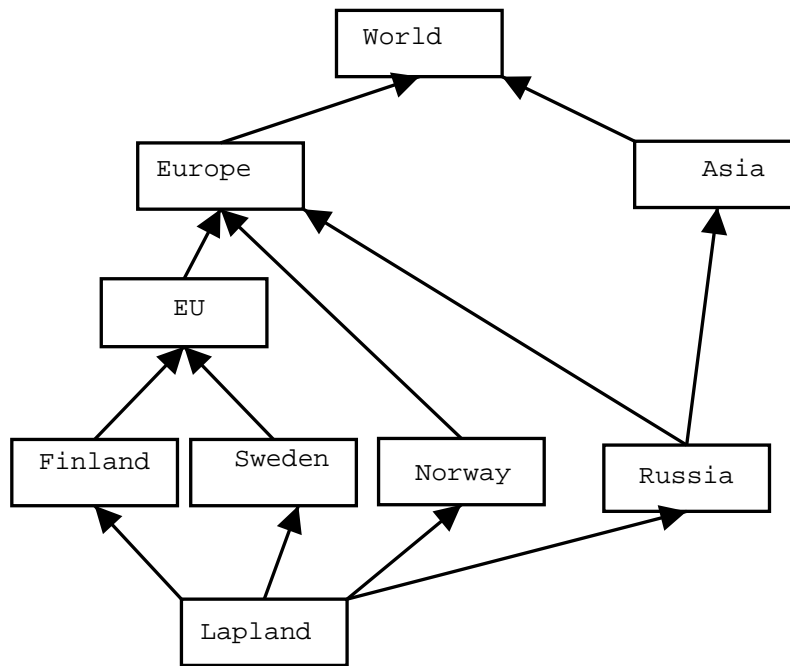 World
Europe
Asia
EU
Finland
Sweden
Norway
Russia
Lapland